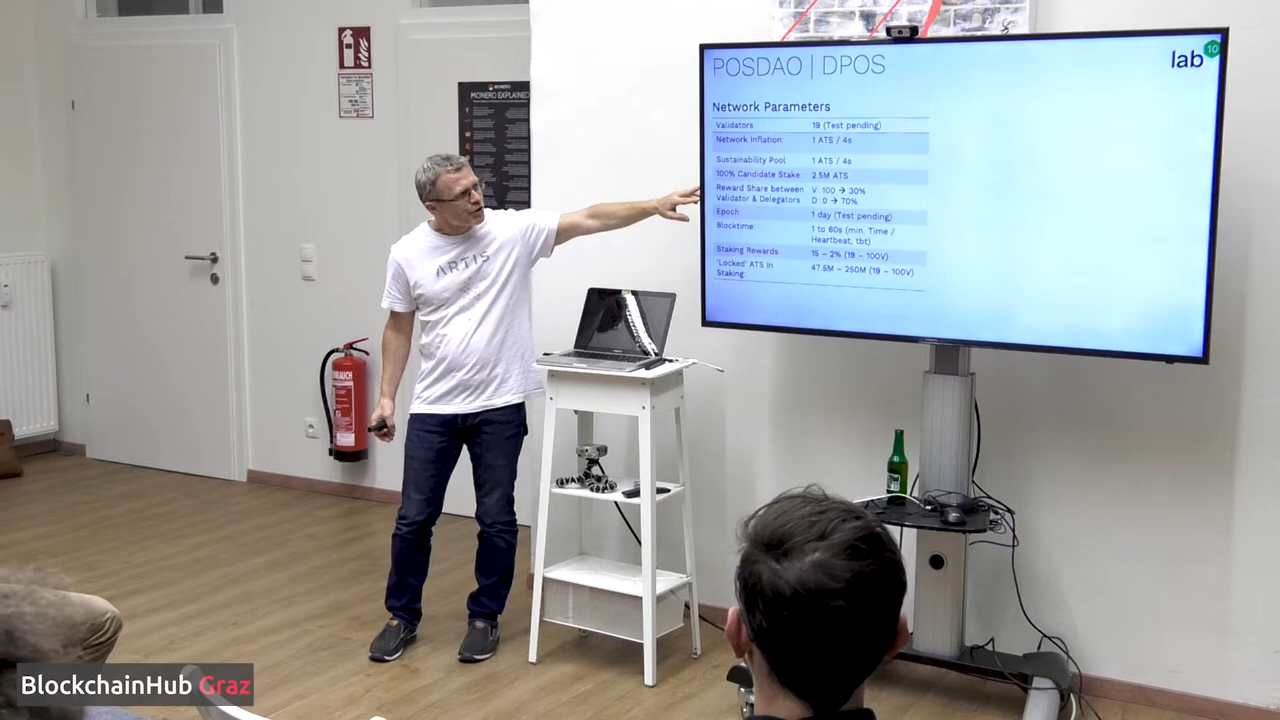 POSDAO | DPOS
lab 10
Network Parameters
Validators 19 (Test pending)
Network Inflation 1 ATS / 4s
Sustainability Pool 1 ATS / 4s
100% Candidate Stake 2.5M ATS
Reward Share between V: 100 → 30%
Validator & Delegators D: 0 → 70%
Epoch 1 day (Test pending)
Blocktime 1 to 60s (min. Time /
Heartbeat, tbt)
Staking Rewards 15 – 2% (19 – 100V)
'Locked' ATS in 47.5M – 250M (19 – 100V)
Staking:
MONERO
MONERO EXPLAINED
ARTIS
BlockchainHub Graz